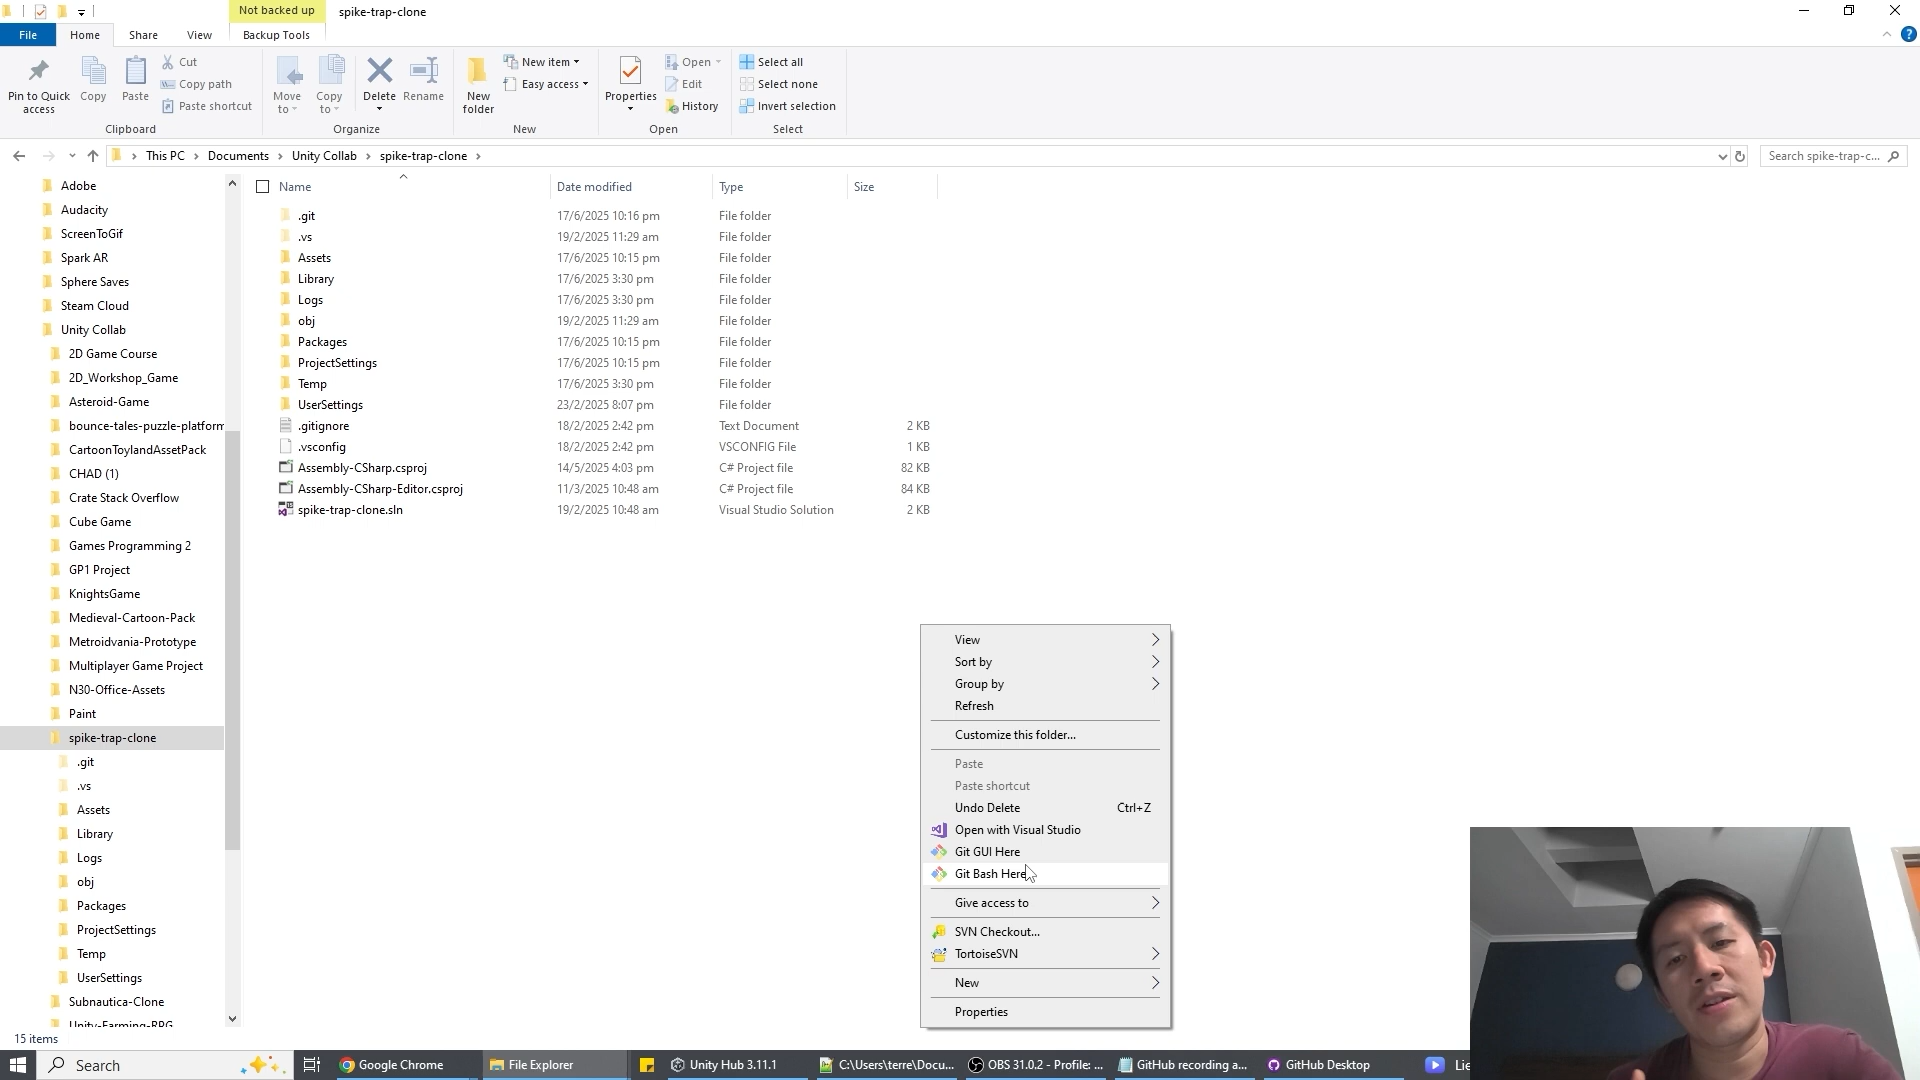 Not backed up
spike-trap-clone
File
Home
Share
View
Backup Tools
Pin to Quick access
Copy
Paste
Cut
Copy path
Paste shortcut
Clipboard
Move to
Copy to
Delete
Rename
Organize
New folder
New item
Easy access
New
Properties
Open
Edit
History
Open
Select all
Select none
Invert selection
Select
This PC > Documents > Unity Collab > spike-trap-clone >
Search spike-trap-c...
Adobe
Audacity
ScreenToGif
Spark AR
Sphere Saves
Steam Cloud
Unity Collab
2D Game Course
2D_Workshop_Game
Asteroid-Game
bounce-tales-puzzle-platform
CartoonToylandAssetPack
CHAD (1)
Crate Stack Overflow
Cube Game
Games Programming 2
GP1 Project
KnightsGame
Medieval-Cartoon-Pack
Metroidvania-Prototype
Multiplayer Game Project
N30-Office-Assets
Paint
spike-trap-clone
.git
.vs
Assets
Library
Logs
obj
Packages
ProjectSettings
Temp
UserSettings
Subnautica-Clone
Unity-Farming-RPG
Name Date modified Type Size
.git 17/6/2025 10:16 pm File folder
.vs 19/2/2025 11:29 am File folder
Assets 17/6/2025 10:15 pm File folder
Library 17/6/2025 3:30 pm File folder
Logs 17/6/2025 3:30 pm File folder
obj 19/2/2025 11:29 am File folder
Packages 17/6/2025 10:15 pm File folder
ProjectSettings 17/6/2025 10:15 pm File folder
Temp 17/6/2025 3:30 pm File folder
UserSettings 23/2/2025 8:07 pm File folder
.gitignore 18/2/2025 2:42 pm Text Document 2 KB
.vsconfig 18/2/2025 2:42 pm VSCONFIG File 1 KB
Assembly-CSharp.csproj 14/5/2025 4:03 pm C# Project file 82 KB
Assembly-CSharp-Editor.csproj 11/3/2025 10:48 am C# Project file 84 KB
spike-trap-clone.sln 19/2/2025 10:48 am Visual Studio Solution 2 KB
View
Sort by
Group by
Refresh
Customize this folder...
Paste
Paste shortcut
Undo Delete Ctrl+Z
Open with Visual Studio
Git GUI Here
Git Bash Here
Give access to
SVN Checkout...
TortoiseSVN
New
Properties
15 items
Search
Google Chrome
File Explorer
Unity Hub 3.11.1
C:\Users\terre\Docu...
OBS 31.0.2 - Profile: ...
GitHub recording a...
GitHub Desktop
Lie